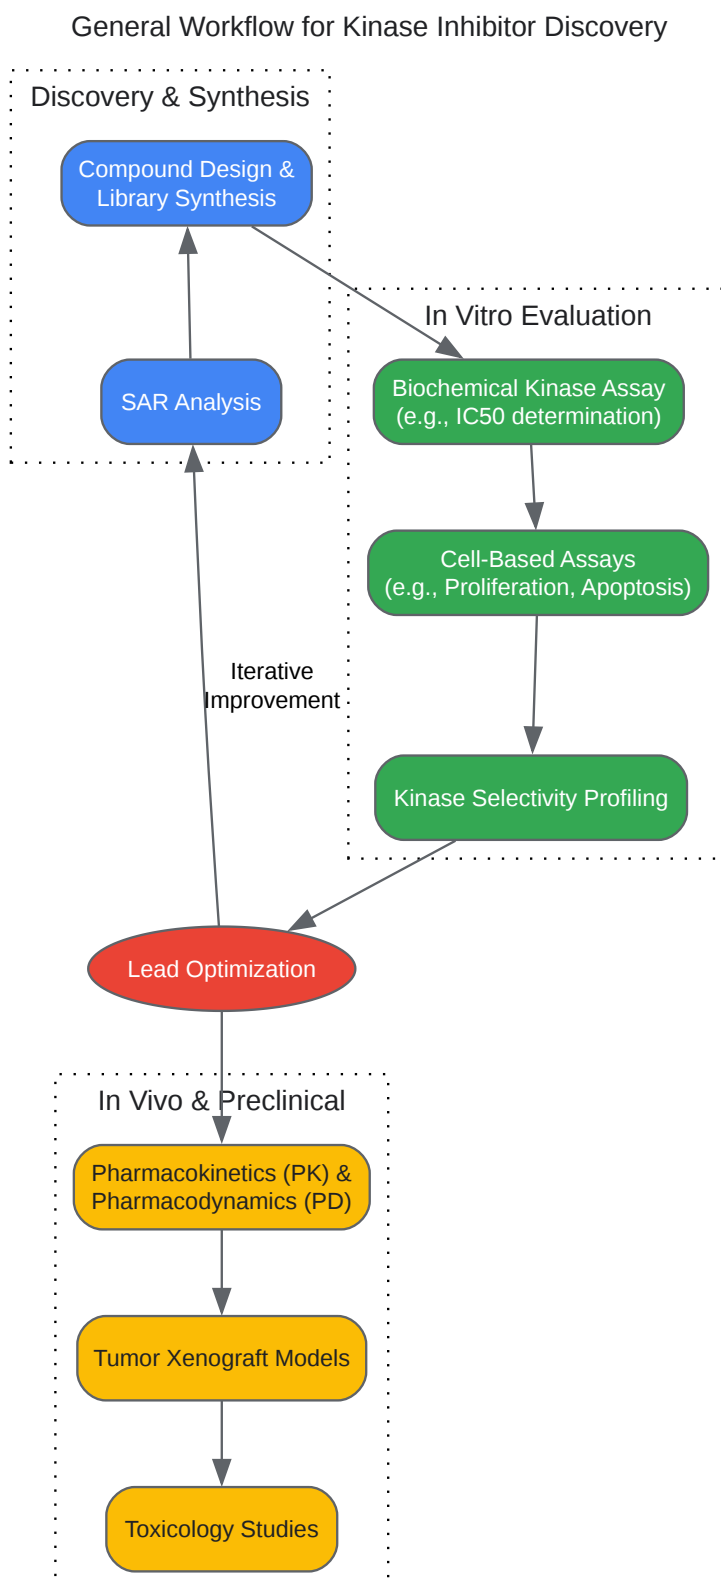 General Workflow for Kinase Inhibitor Discovery
Discovery & Synthesis
Compound Design &
Library Synthesis
SAR Analysis
In Vitro Evaluation
Biochemical Kinase Assay
(e.g., IC50 determination)
Cell-Based Assays
(e.g., Proliferation, Apoptosis)
Kinase Selectivity Profiling
Iterative
Improvement
Lead Optimization
In Vivo & Preclinical
Pharmacokinetics (PK) &
Pharmacodynamics (PD)
Tumor Xenograft Models
Toxicology Studies